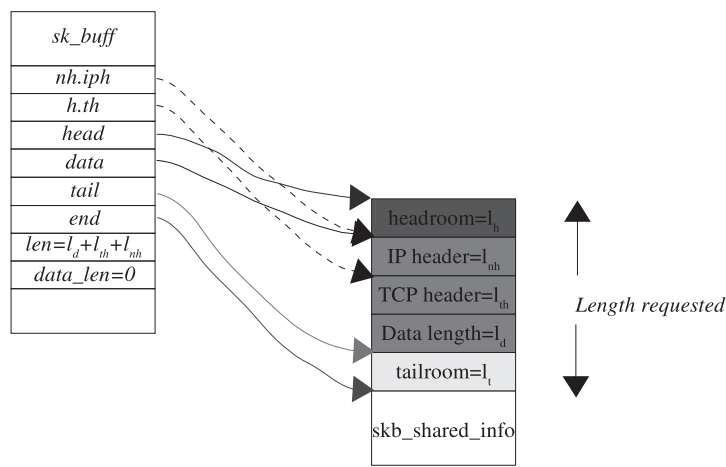 sk_buff
nh.iph
h.th
head
data
tail
end
len=l_d+l_th+l_nh
data_len=0
headroom=l_h
IP header=l_nh
TCP header=l_th
Data length=l_d
tailroom=l_t
skb_shared_info
Length requested